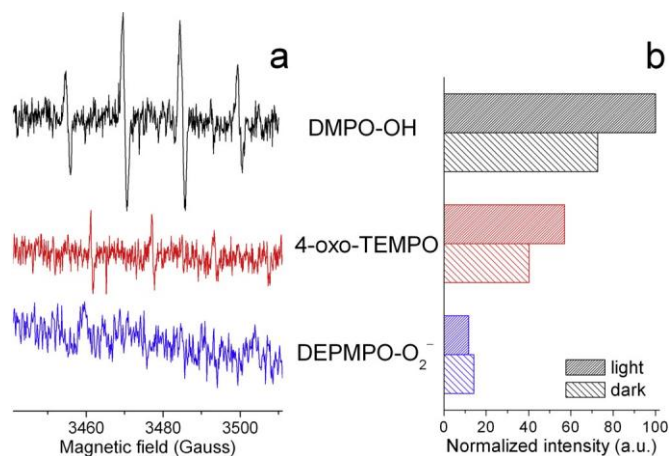 a
b
DMPO-OH
4-oxo-TEMPO
DEPMPO-O₂⁻
light
dark
3460 3480 3500
0 20 40 60 80 100
Magnetic field (Gauss)
Normalized intensity (a.u.)